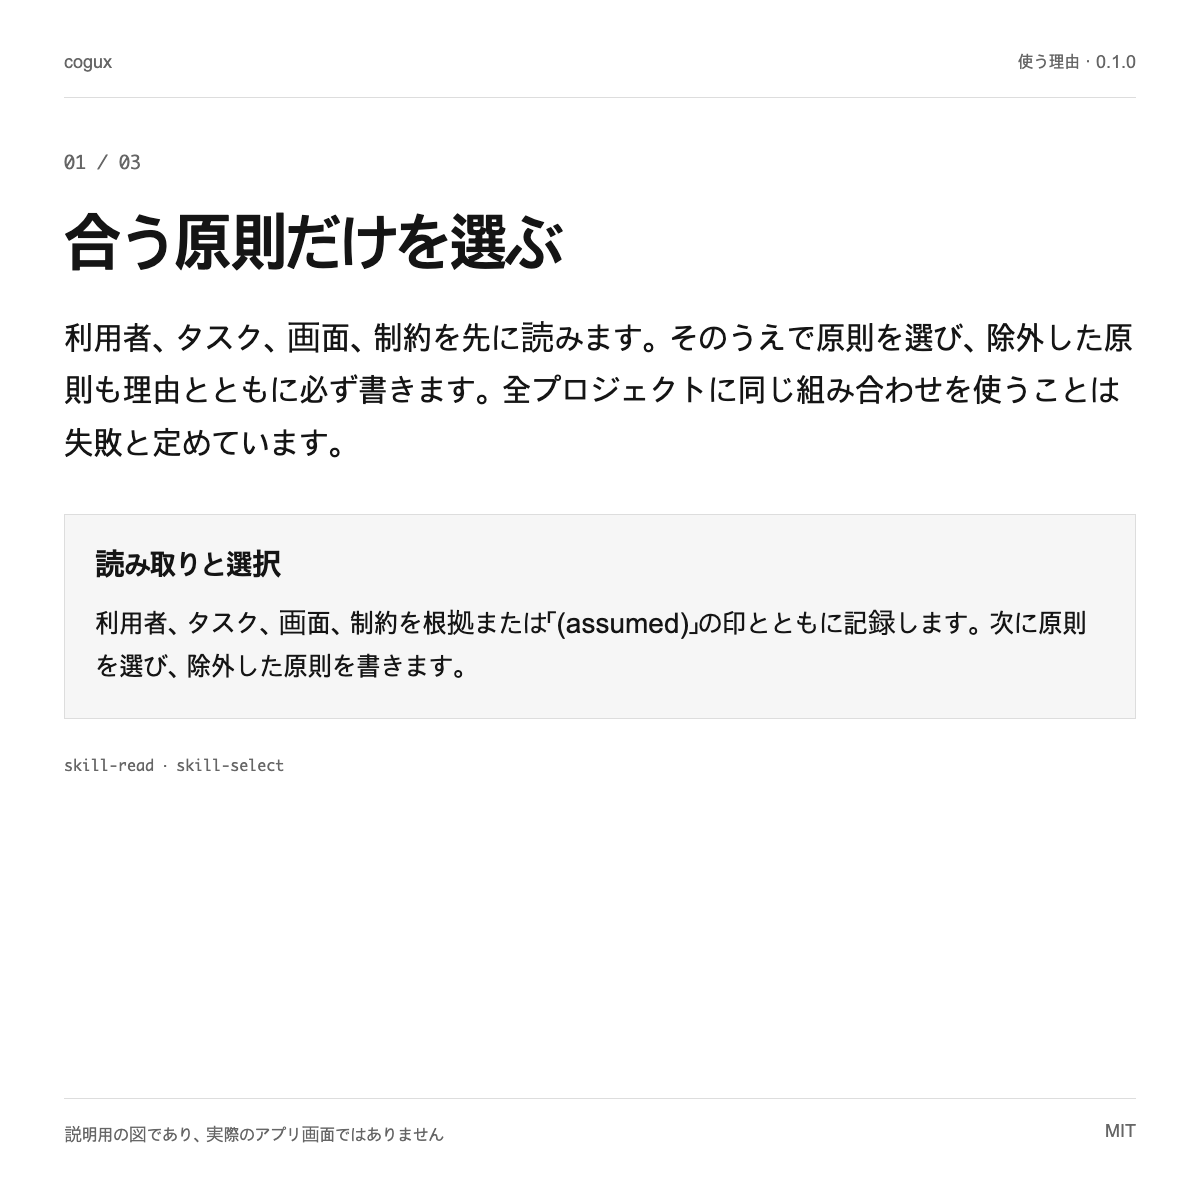 cogux
使う理由 · 0.1.0
01 / 03
合う原則だけを選ぶ
利用者、タスク、画面、制約を先に読みます。そのうえで原則を選び、除外した原
則も理由とともに必ず書きます。全プロジェクトに同じ組み合わせを使うことは
失敗と定めています。
読み取りと選択
利用者、タスク、画面、制約を根拠または「(assumed)」の印とともに記録します。次に原則
を選び、除外した原則を書きます。
skill-read · skill-select
説明用の図であり、実際のアプリ画面ではありません
MIT